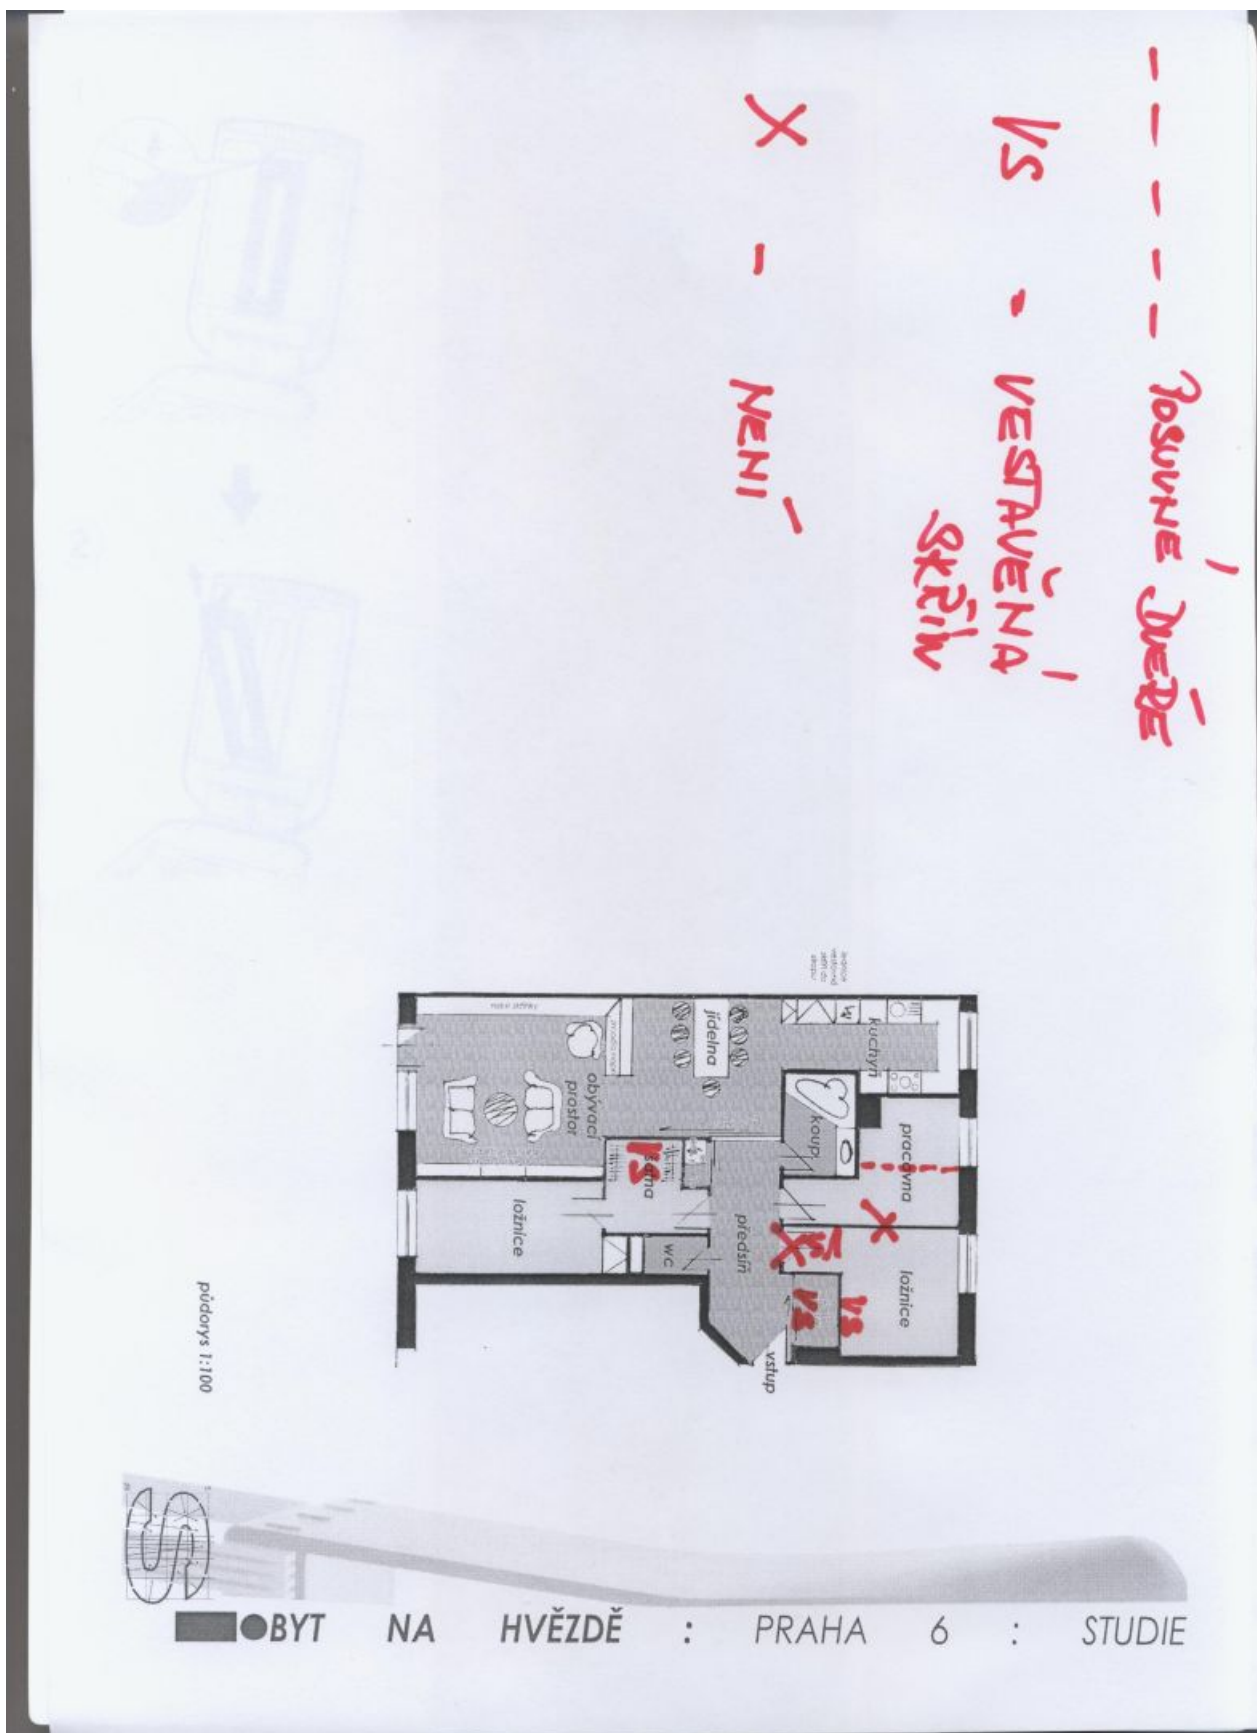 - - - - - POSUVNÉ DVEŘE
VS - VESTAVĚNÁ
SKŘÍŇ
X - NENÍ
kuchyň
jídelna
obývací
prostor
koup.
pracovna
šatna
VS
ložnice
předsíň
wc
X
X
VS
VS
ložnice
vstup
půdorys 1:100
BYT NA HVĚZDĚ : PRAHA 6 : STUDIE